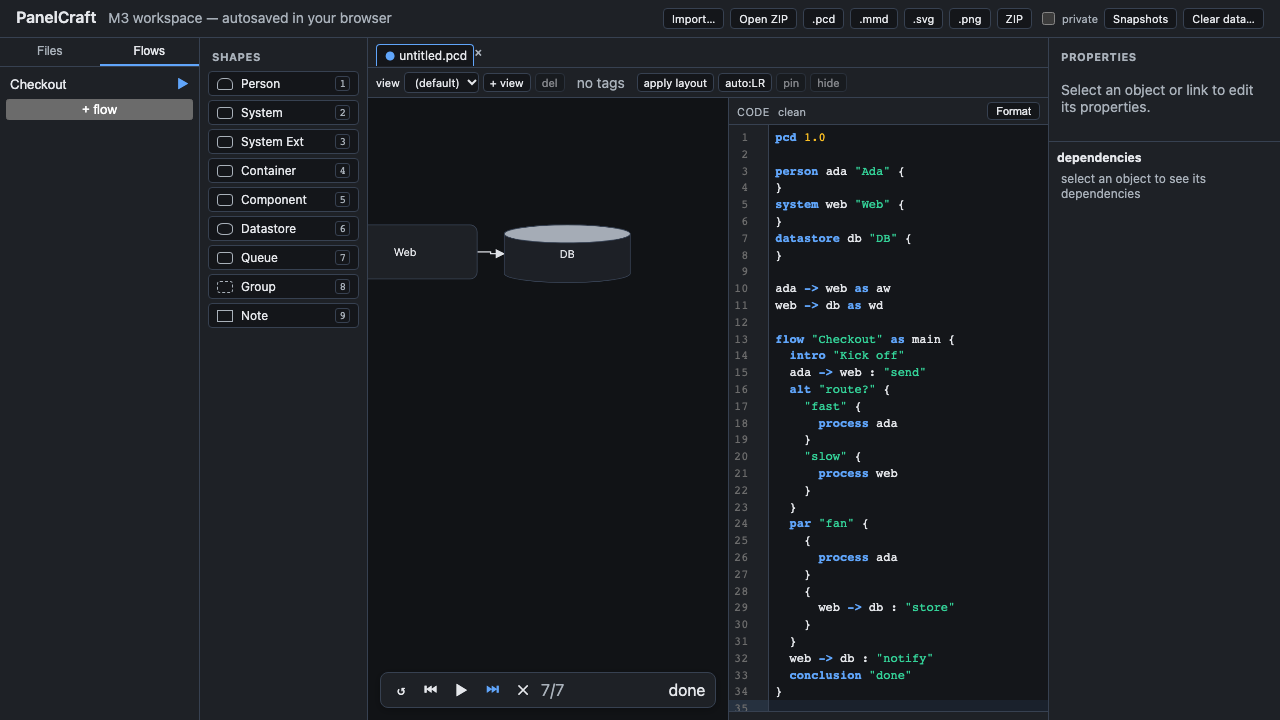 PanelCraft M3 workspace — autosaved in your browser Import... Open ZIP .pcd .mmd .svg .png ZIP private Snapshots Clear data...
Files Flows
Checkout
+ flow
SHAPES
Person 1
System 2
System Ext 3
Container 4
Component 5
Datastore 6
Queue 7
Group 8
Note 9
untitled.pcd ×
view (default) + view del no tags apply layout auto:LR pin hide
Web
DB
7/7 done
CODE clean Format
1 pcd 1.0
2
3 person ada "Ada" {
4 }
5 system web "Web" {
6 }
7 datastore db "DB" {
8 }
9
10 ada -> web as aw
11 web -> db as wd
12
13 flow "Checkout" as main {
14 intro "Kick off"
15 ada -> web : "send"
16 alt "route?" {
17 "fast" {
18 process ada
19 }
20 "slow" {
21 process web
22 }
23 }
24 par "fan" {
25 {
26 process ada
27 }
28 {
29 web -> db : "store"
30 }
31 }
32 web -> db : "notify"
33 conclusion "done"
34 }
35
PROPERTIES
Select an object or link to edit
its properties.
dependencies
select an object to see its
dependencies